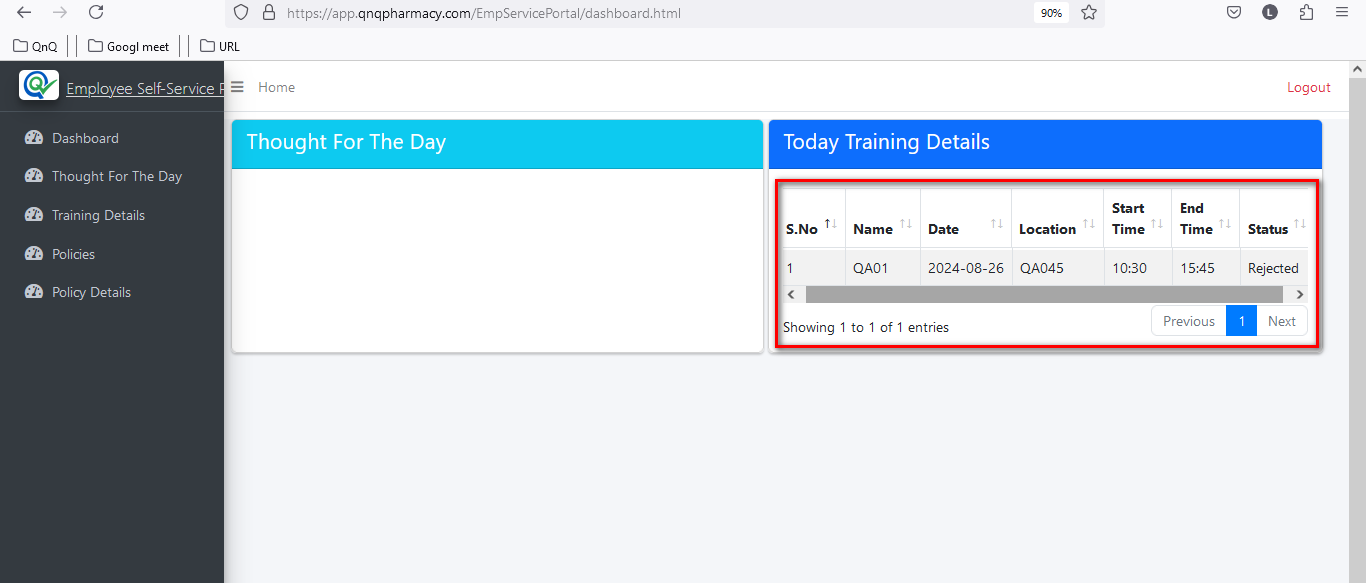 https://app.qnqpharmacy.com/EmpServicePortal/dashboard.html 90% L
QnQ Googl meet URL
Employee Self-Service P
Home Logout
Dashboard
Thought For The Day
Training Details
Policies
Policy Details
Thought For The Day
Today Training Details
S.No Name Date Location Start Time End Time Status
1 QA01 2024-08-26 QA045 10:30 15:45 Rejected
Showing 1 to 1 of 1 entries
Previous 1 Next